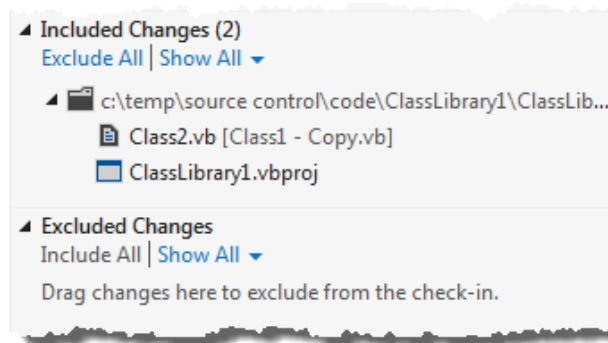 Included Changes (2)
Exclude All | Show All
c:\temp\source control\code\ClassLibrary1\ClassLib...
Class2.vb [Class1 - Copy.vb]
ClassLibrary1.vbproj
Excluded Changes
Include All | Show All
Drag changes here to exclude from the check-in.